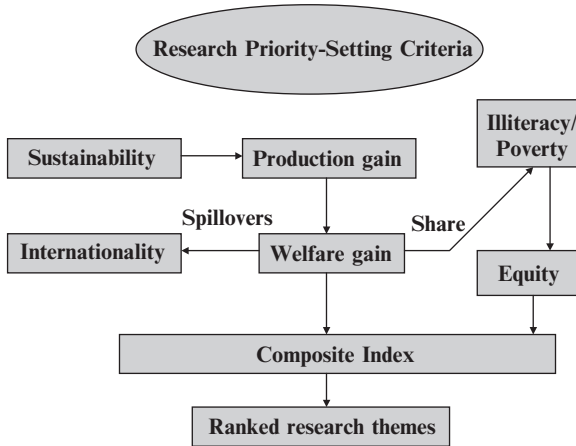 Research Priority-Setting Criteria
Illiteracy/
Poverty
Sustainability
Production gain
Spillovers
Share
Internationality
Welfare gain
Equity
Composite Index
Ranked research themes